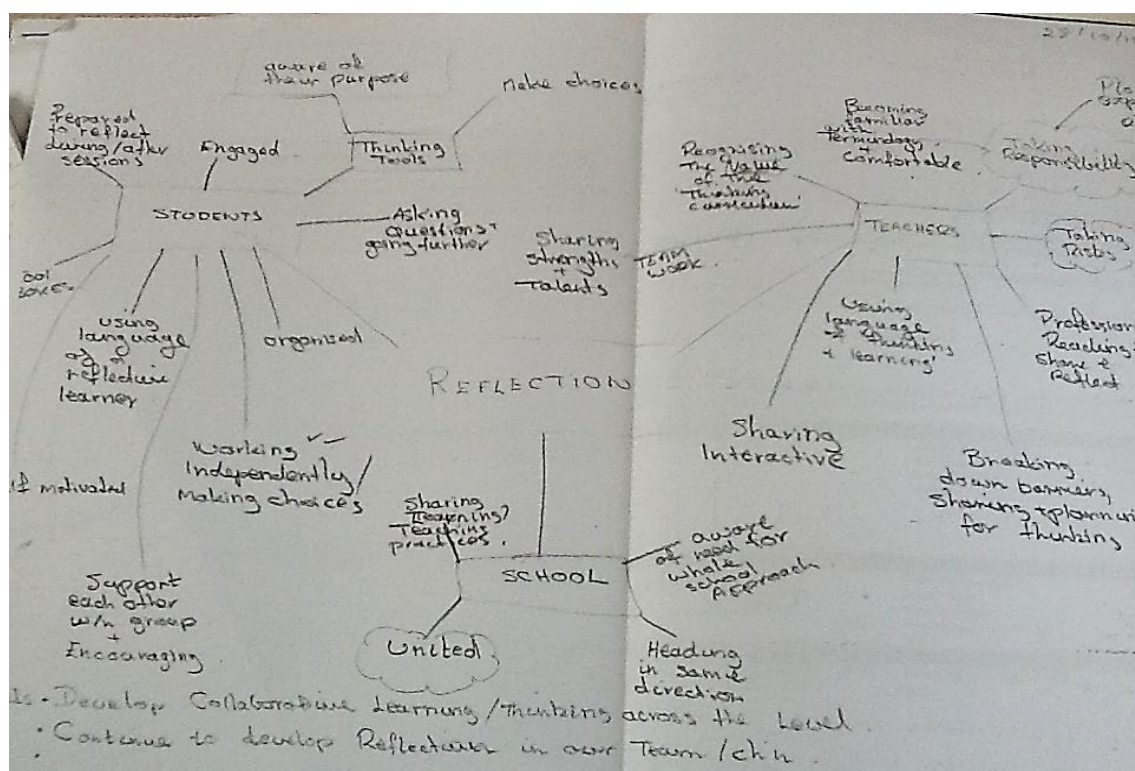 aware of
their purpose
make choices
Prepared
to reflect
during/after
sessions
Engaged
Thinking
Tools
STUDENTS
Asking
Questions +
going further
using
language
of a
reflective
learner
organised
motivated
Working
Independently/
Making choices
Support
each other
w/n group
+
Encouraging
REFLECTION
Becoming
familiar
with
terminology
+
comfortable
Taking
Responsibility
Recognising
the Value
of the
'Thinking
curriculum'
TEACHERS
Taking
Risks
Sharing
strengths
+
Talents
TEAM
WORK
Using
language
of thinking
+ learning'
Profession
Reading
Share &
Reflect
Sharing
Interactive
Breaking
down barriers,
sharing + plannin
for thinking
Sharing
Teaching
practices.
SCHOOL
aware
of need for
whole
school
Approach
United
Heading
in same
direction
• Develop Collaborative Learning/Thinking across the Level.
• Continue to develop Reflection in our Team/ch'n